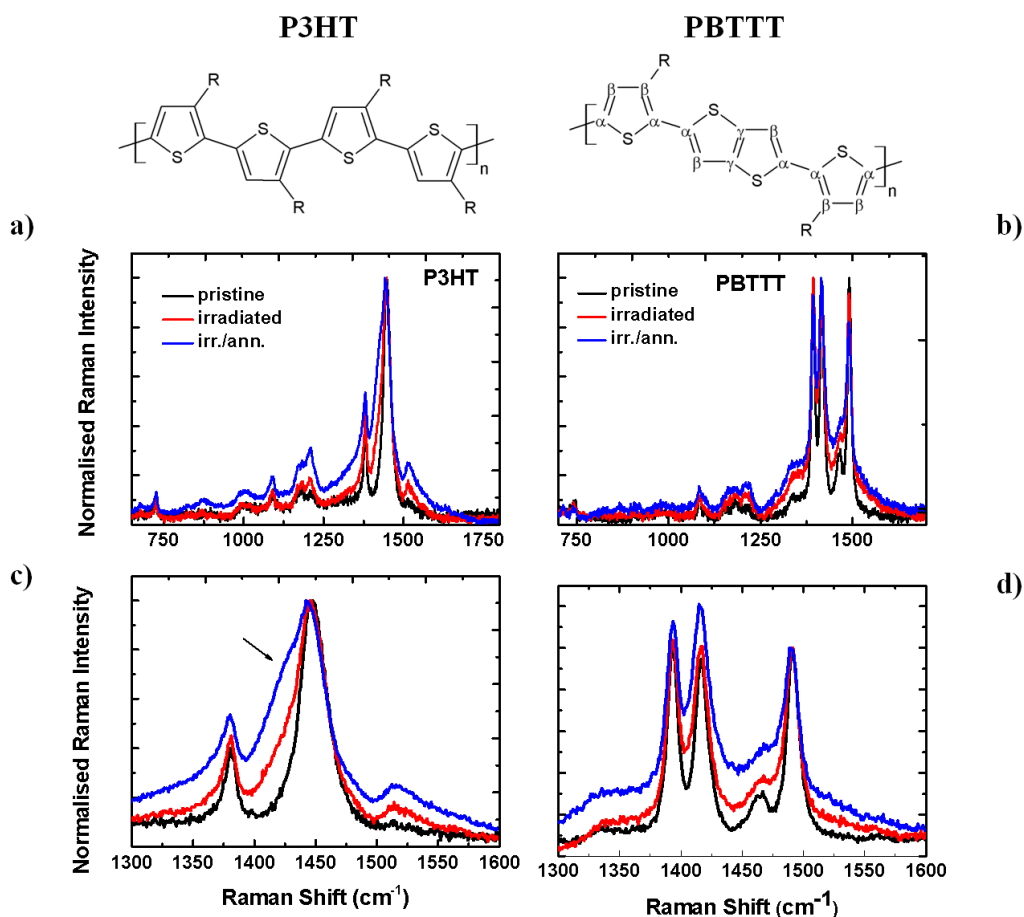 P3HT
PBTTT
R
R
S
S
S
S
n
R
R
R
β
β
α
S
α
S
α
β
γ
γ
β
α
S
S
α
α
β
β
n
R
a)
b)
Normalised Raman Intensity
P3HT
pristine
irradiated
irr./ann.
750
1000
1250
1500
1750
PBTTT
pristine
irradiated
irr./ann.
750
1000
1250
1500
c)
d)
Normalised Raman Intensity
1300
1350
1400
1450
1500
1550
1600
Raman Shift (cm⁻¹)
1300
1350
1400
1450
1500
1550
1600
Raman Shift (cm⁻¹)